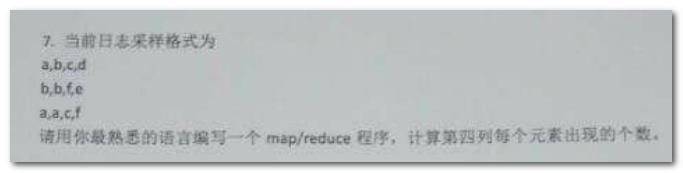 7. 当前日志采样格式为
a,b,c,d
b,b,f,e
a,a,c,f
请用你最熟悉的语言编写一个 map/reduce 程序，计算第四列每个元素出现的个数。